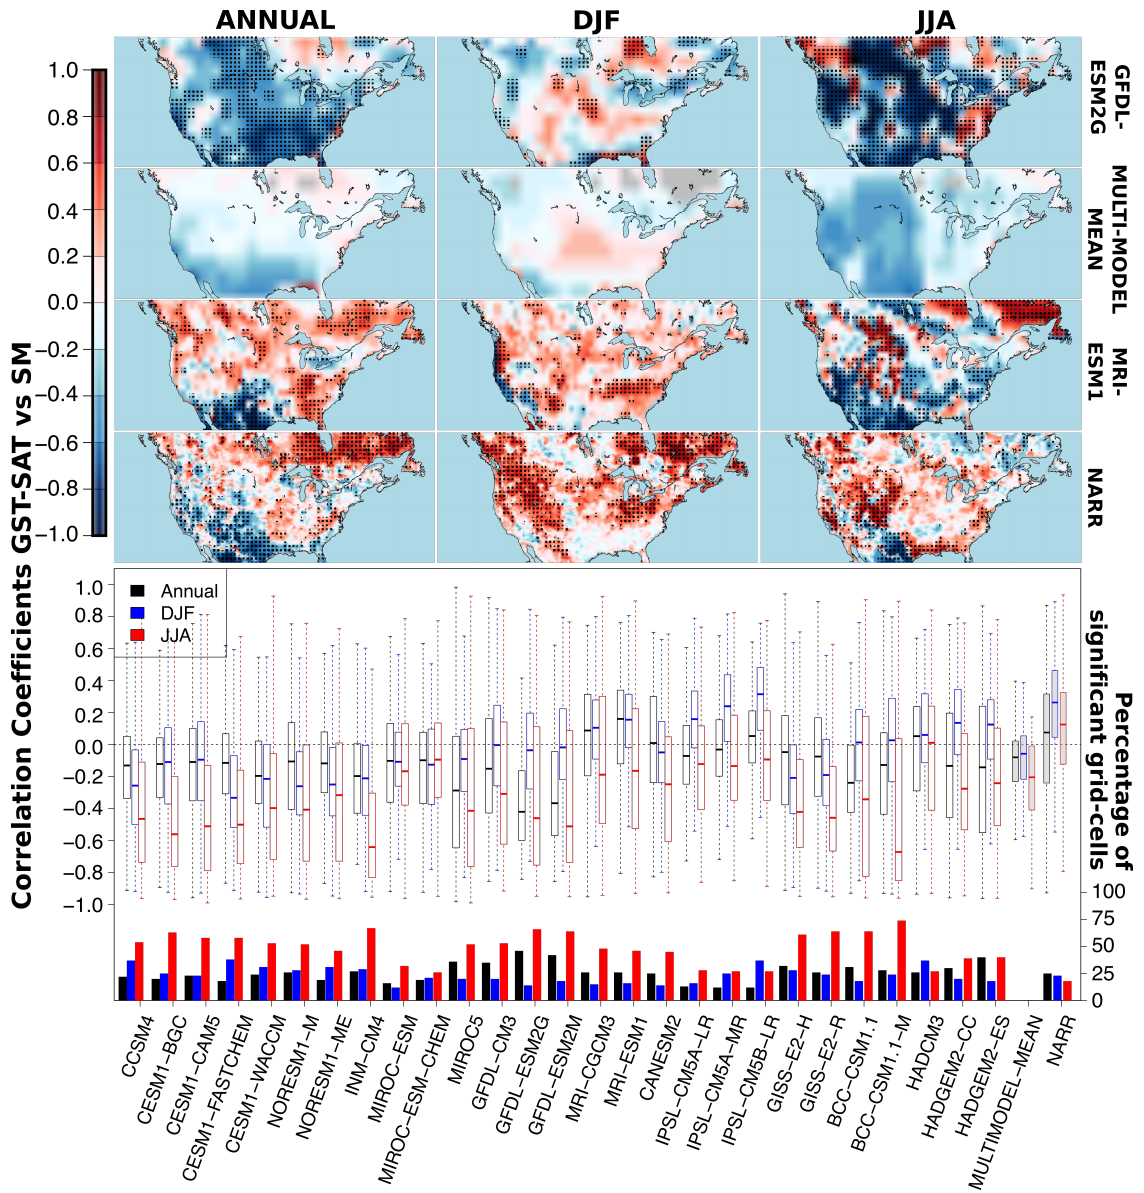 ANNUAL
DJF
JJA
1.0
0.8
0.6
0.4
0.2
0.0
−0.2
−0.4
−0.6
−0.8
−1.0
Correlation Coefficients GST-SAT vs SM
GFDL-
ESM2G
MULTI-MODEL
MEAN
MRI-
ESM1
NARR
Annual
DJF
JJA
1.0
0.8
0.6
0.4
0.2
0.0
−0.2
−0.4
−0.6
−0.8
−1.0
Percentage of
significant grid-cells
100
75
50
25
0
CCSM4
CESM1−BGC
CESM1−CAM5
CESM1−FASTCHEM
CESM1−WACCM
NORESM1−M
NORESM1−ME
INM−CM4
MIROC−ESM
MIROC−ESM−CHEM
MIROC5
GFDL−CM3
GFDL−ESM2G
GFDL−ESM2M
MRI−CGCM3
MRI−ESM1
CANESM2
IPSL−CM5A−LR
IPSL−CM5A−MR
IPSL−CM5B−LR
GISS−E2−H
GISS−E2−R
BCC−CSM1.1
BCC−CSM1.1−M
HADCM3
HADGEM2−CC
HADGEM2−ES
MULTIMODEL−MEAN
NARR